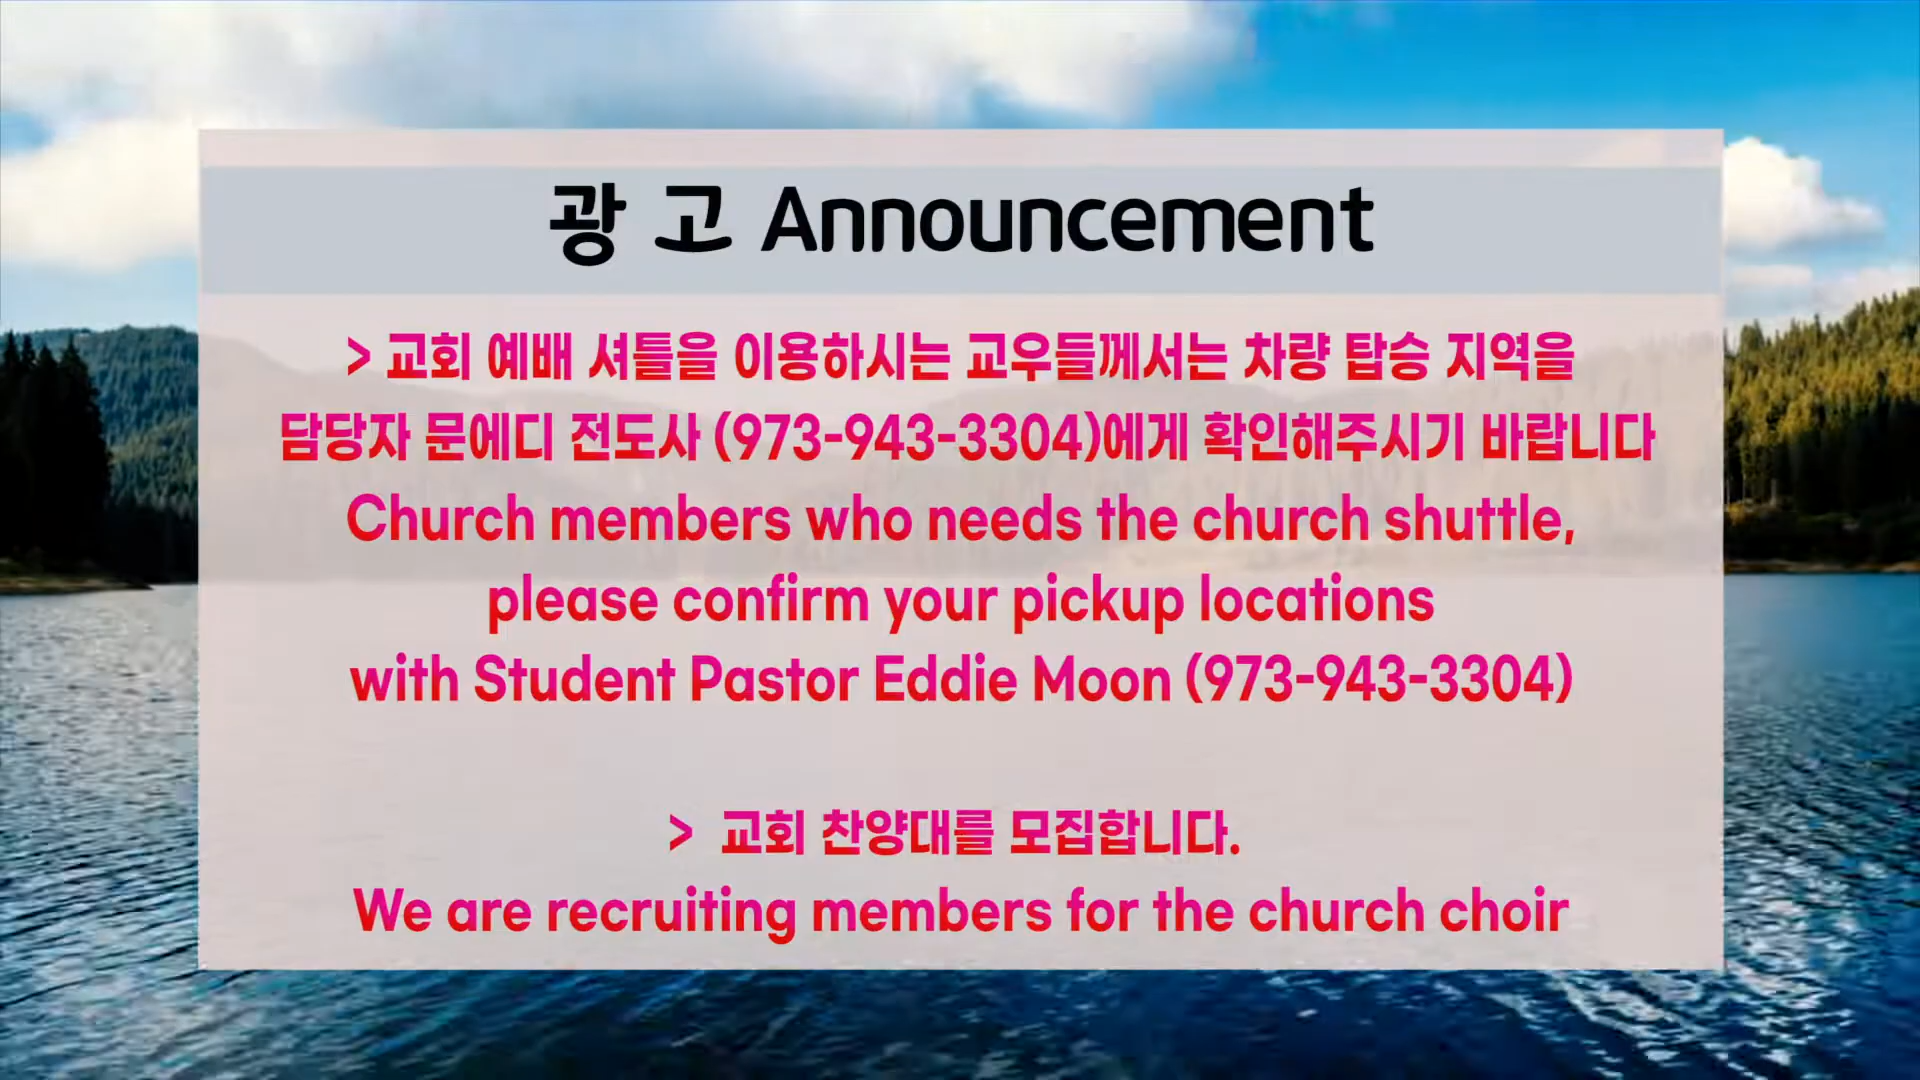 광 고 Announcement
> 교회 예배 셔틀을 이용하시는 교우들께서는 차량 탑승 지역을
담당자 문에디 전도사 (973-943-3304)에게 확인해주시기 바랍니다
Church members who needs the church shuttle,
please confirm your pickup locations
with Student Pastor Eddie Moon (973-943-3304)
> 교회 찬양대를 모집합니다.
We are recruiting members for the church choir